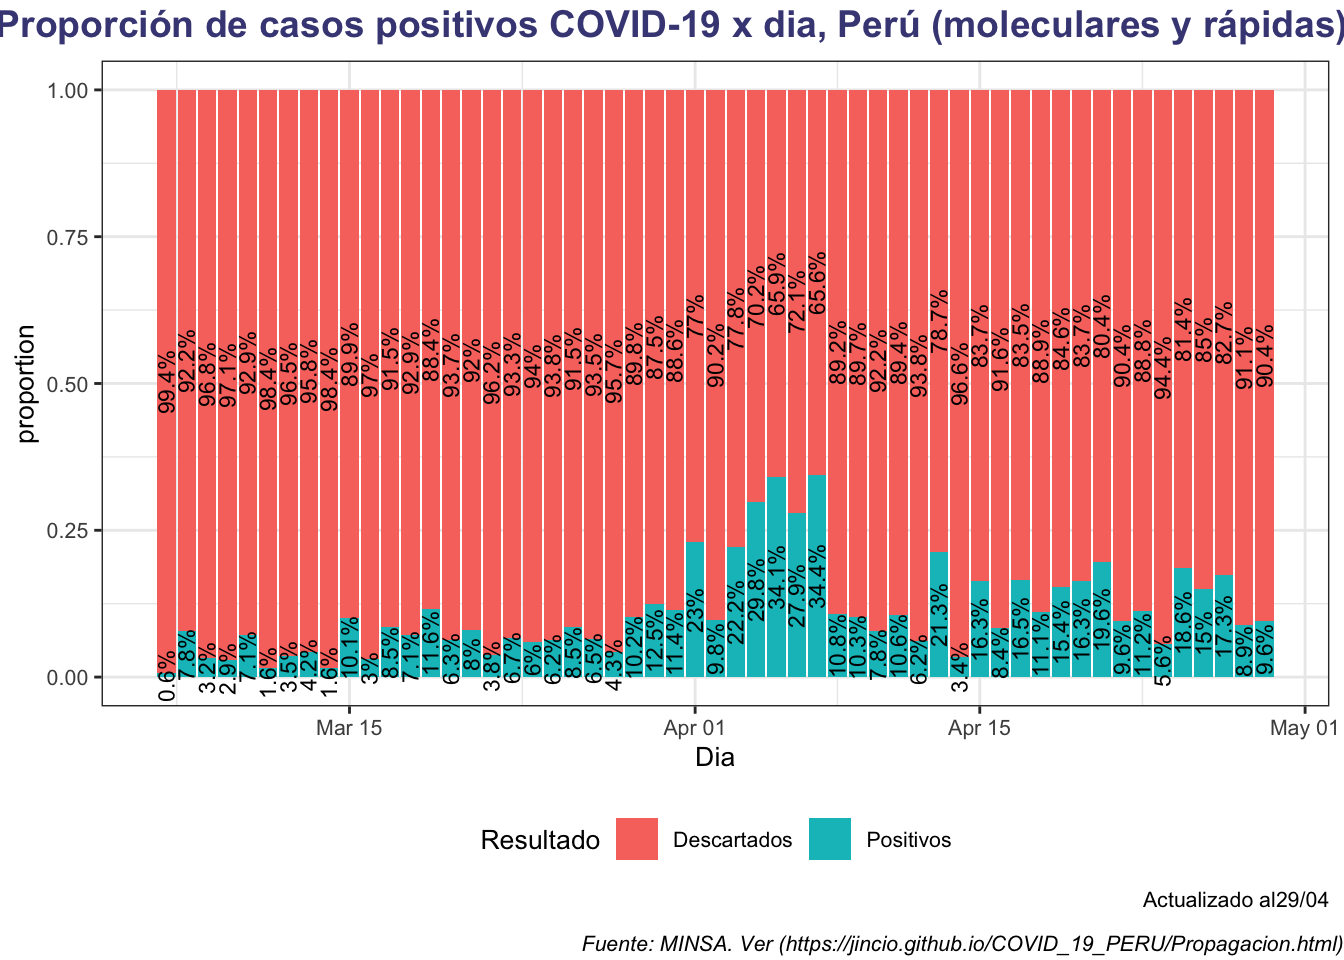 Proporción de casos positivos COVID-19 x dia, Perú (moleculares y rápidas)
1.00
0.75
0.50
0.25
0.00
proportion
99.4% 92.2% 96.8% 97.1% 92.9% 98.4% 96.5% 95.8% 98.4% 89.9% 97% 91.5% 92.9% 88.4% 93.7% 92% 96.2% 93.3% 94% 93.8% 91.5% 93.5% 95.7% 89.8% 87.5% 88.6% 77% 90.2% 77.8% 70.2% 65.9% 72.1% 65.6% 89.2% 89.7% 92.2% 89.4% 93.8% 78.7% 96.6% 83.7% 91.6% 83.5% 88.9% 84.6% 83.7% 80.4% 90.4% 88.8% 94.4% 81.4% 85% 82.7% 91.1% 90.4%
0.6% 7.8% 3.2% 2.9% 7.1% 1.6% 3.5% 4.2% 1.6% 10.1% 3% 8.5% 7.1% 11.6% 6.3% 8% 3.8% 6.7% 6% 6.2% 8.5% 6.5% 4.3% 10.2% 12.5% 11.4% 23% 9.8% 22.2% 29.8% 34.1% 27.9% 34.4% 10.8% 10.3% 7.8% 10.6% 6.2% 21.3% 3.4% 16.3% 8.4% 16.5% 11.1% 15.4% 16.3% 19.6% 9.6% 11.2% 5.6% 18.6% 15% 17.3% 8.9% 9.6%
Mar 15 Apr 01 Apr 15 May 01
Dia
Resultado Descartados Positivos
Actualizado al29/04
Fuente: MINSA. Ver (https://jincio.github.io/COVID_19_PERU/Propagacion.html)